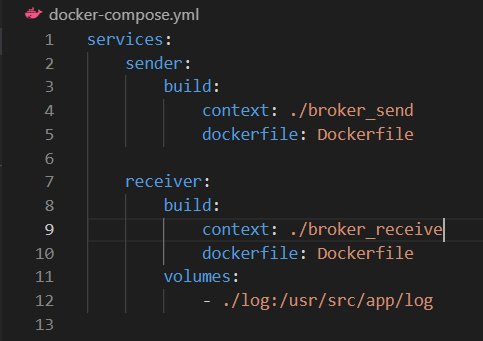 docker-compose.yml
1 services:
2     sender:
3         build:
4             context: ./broker_send
5             dockerfile: Dockerfile
6
7     receiver:
8         build:
9             context: ./broker_receive
10             dockerfile: Dockerfile
11         volumes:
12             - ./log:/usr/src/app/log
13